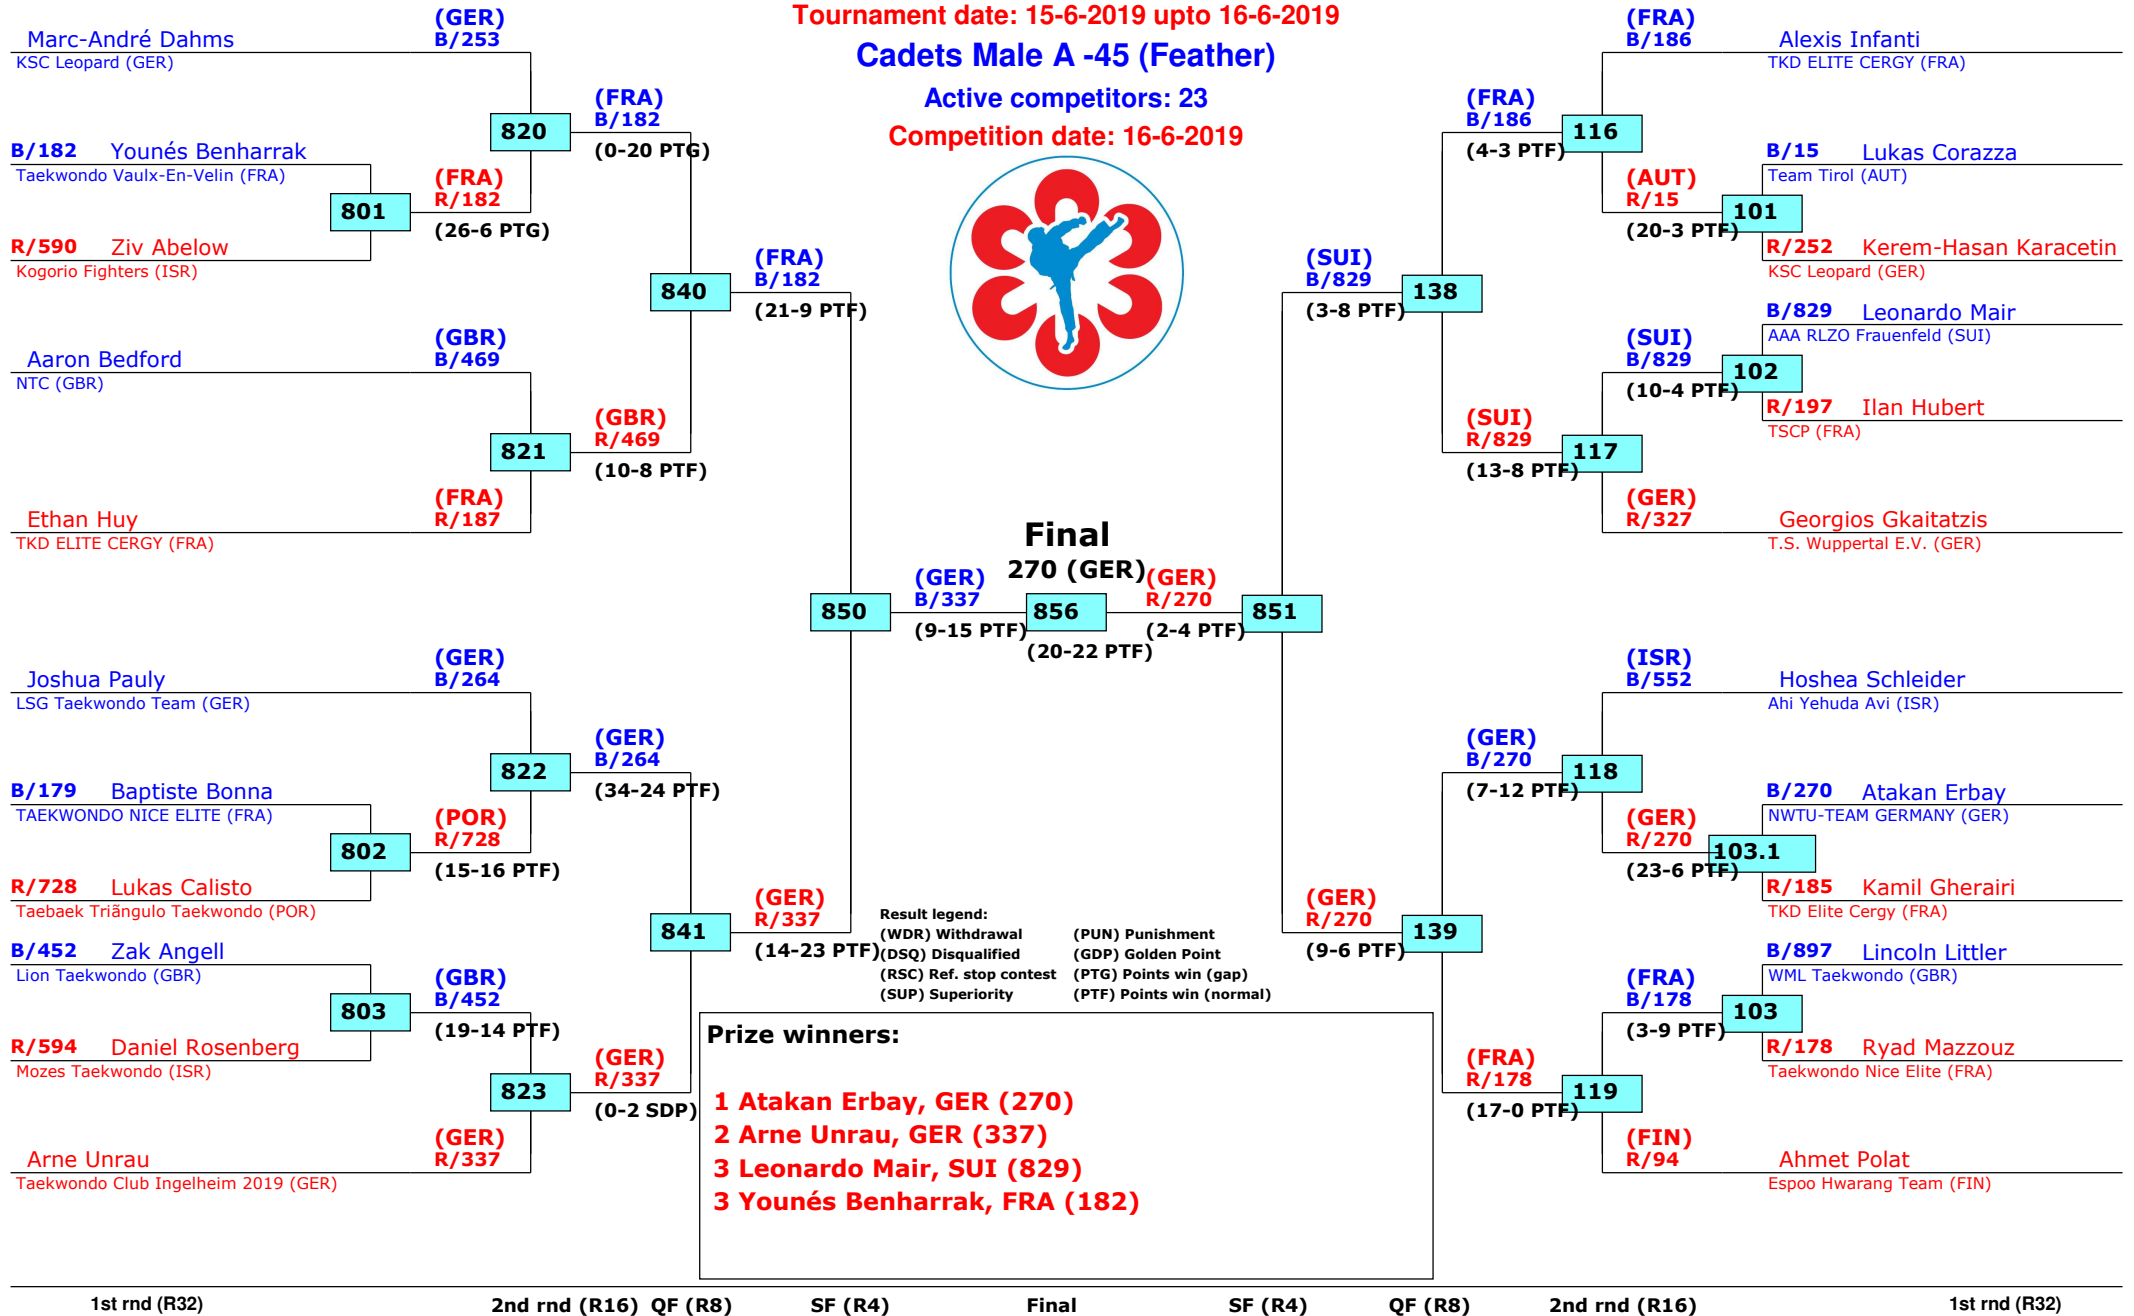 Tournament date: 15-6-2019 upto 16-6-2019
Cadets Male A -45 (Feather)
Active competitors: 23
Competition date: 16-6-2019
Marc-André Dahms
KSC Leopard (GER)
(GER)
B/253
B/182 Younés Benharrak
Taekwondo Vaulx-En-Velin (FRA)
801
R/590 Ziv Abelow
Kogorio Fighters (ISR)
(FRA)
R/182
(26-6 PTG)
820
(FRA)
B/182
(0-20 PTG)
Aaron Bedford
NTC (GBR)
(GBR)
B/469
821
Ethan Huy
TKD ELITE CERGY (FRA)
(FRA)
R/187
(GBR)
R/469
(10-8 PTF)
840
(FRA)
B/182
(21-9 PTF)
Joshua Pauly
LSG Taekwondo Team (GER)
(GER)
B/264
B/179 Baptiste Bonna
TAEKWONDO NICE ELITE (FRA)
802
R/728 Lukas Calisto
Taebaek Triãngulo Taekwondo (POR)
(POR)
R/728
(15-16 PTF)
822
(GER)
B/264
(34-24 PTF)
B/452 Zak Angell
Lion Taekwondo (GBR)
803
R/594 Daniel Rosenberg
Mozes Taekwondo (ISR)
(GBR)
B/452
(19-14 PTF)
823
Arne Unrau
Taekwondo Club Ingelheim 2019 (GER)
(GER)
R/337
(GER)
R/337
(0-2 SDP)
841
(GER)
R/337
(14-23 PTF)
850
(GER)
B/337
(9-15 PTF)
Final
270 (GER)
856
(20-22 PTF)
(GER)
R/270
(2-4 PTF)
851
(SUI)
B/829
(3-8 PTF)
138
(FRA)
B/186
(4-3 PTF)
116
(FRA)
B/186
Alexis Infanti
TKD ELITE CERGY (FRA)
(AUT)
R/15
(20-3 PTF)
101
B/15 Lukas Corazza
Team Tirol (AUT)
R/252 Kerem-Hasan Karacetin
KSC Leopard (GER)
B/829 Leonardo Mair
AAA RLZO Frauenfeld (SUI)
(SUI)
B/829
(10-4 PTF)
102
R/197 Ilan Hubert
TSCP (FRA)
(SUI)
R/829
(13-8 PTF)
117
(GER)
R/327
Georgios Gkaitatzis
T.S. Wuppertal E.V. (GER)
(ISR)
B/552
Hoshea Schleider
Ahi Yehuda Avi (ISR)
(GER)
B/270
(7-12 PTF)
118
B/270 Atakan Erbay
NWTU-TEAM GERMANY (GER)
(GER)
R/270
(23-6 PTF)
103.1
R/185 Kamil Gherairi
TKD Elite Cergy (FRA)
(GER)
R/270
(9-6 PTF)
139
B/897 Lincoln Littler
WML Taekwondo (GBR)
(FRA)
B/178
(3-9 PTF)
103
R/178 Ryad Mazzouz
Taekwondo Nice Elite (FRA)
(FRA)
R/178
(17-0 PTF)
119
(FIN)
R/94
Ahmet Polat
Espoo Hwarang Team (FIN)
Result legend:
(WDR) Withdrawal (PUN) Punishment
(DSQ) Disqualified (GDP) Golden Point
(RSC) Ref. stop contest (PTG) Points win (gap)
(SUP) Superiority (PTF) Points win (normal)
Prize winners:
1 Atakan Erbay, GER (270)
2 Arne Unrau, GER (337)
3 Leonardo Mair, SUI (829)
3 Younés Benharrak, FRA (182)
1st rnd (R32) 2nd rnd (R16) QF (R8) SF (R4) Final SF (R4) QF (R8) 2nd rnd (R16) 1st rnd (R32)